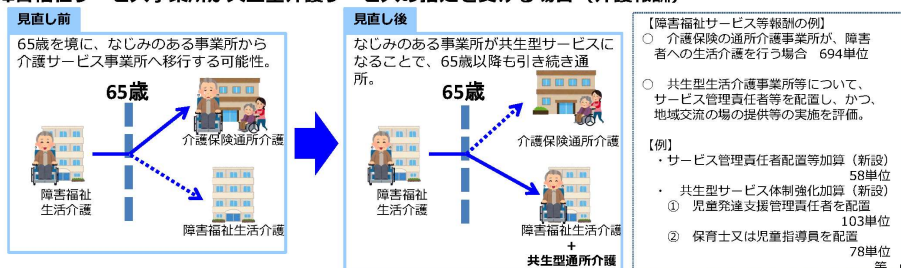 見直し前
65歳を境に、なじみのある事業所から
介護サービス事業所へ移行する可能性。
65歳
介護保険通所介護
障害福祉
生活介護
障害福祉生活介護
見直し後
なじみのある事業所が共生型サービスに
なることで、65歳以降も引き続き通
所。
65歳
介護保険通所介護
障害福祉
生活介護
障害福祉生活介護
+
共生型通所介護
【障害福祉サービス等報酬の例】
○ 介護保険の通所介護事業所が、障害
者への生活介護を行う場合 694単位
○ 共生型生活介護事業所等について、
サービス管理責任者等を配置し、かつ、
地域交流の場の提供等の実施を評価。
【例】
・サービス管理責任者配置等加算(新設)
58単位
・ 共生型サービス体制強化加算(新設)
① 児童発達支援管理責任者を配置
103単位
② 保育士又は児童指導員を配置
78単位
等